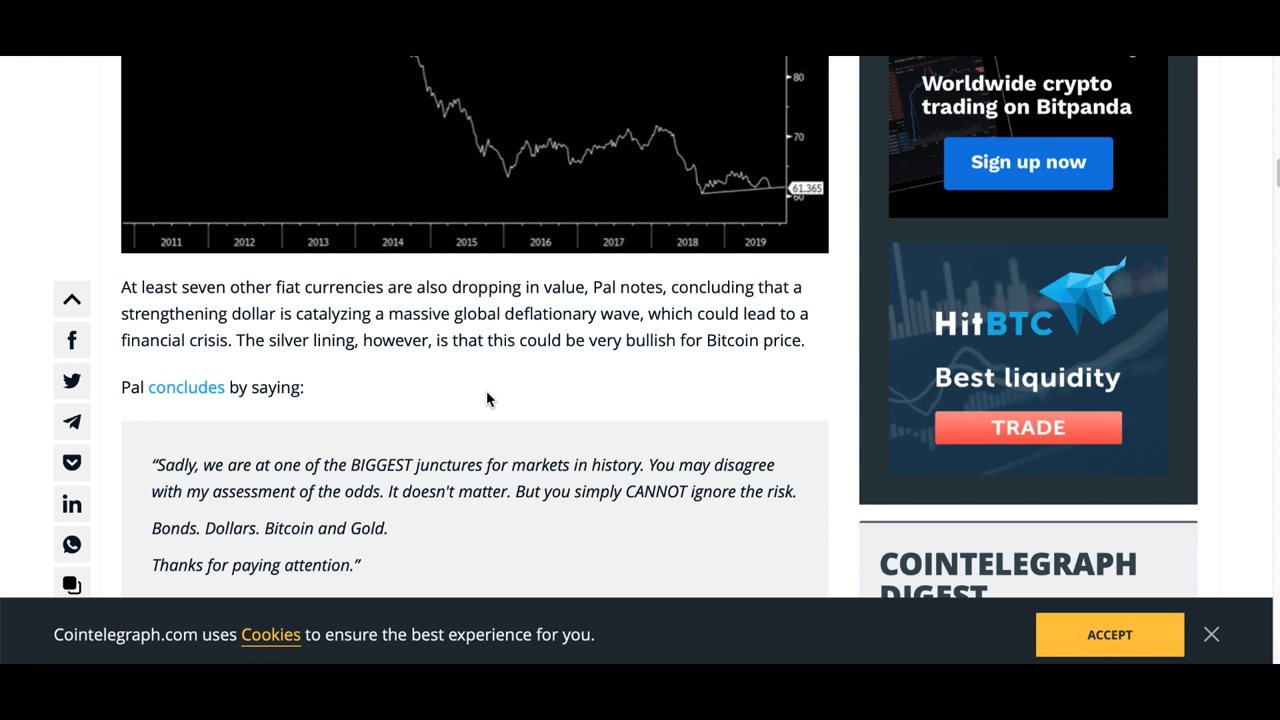 80
70
61.365
60
2011 2012 2013 2014 2015 2016 2017 2018 2019
At least seven other fiat currencies are also dropping in value, Pal notes, concluding that a
strengthening dollar is catalyzing a massive global deflationary wave, which could lead to a
financial crisis. The silver lining, however, is that this could be very bullish for Bitcoin price.
Pal concludes by saying:
“Sadly, we are at one of the BIGGEST junctures for markets in history. You may disagree
with my assessment of the odds. It doesn't matter. But you simply CANNOT ignore the risk.
Bonds. Dollars. Bitcoin and Gold.
Thanks for paying attention.”
Worldwide crypto
trading on Bitpanda
Sign up now
HitBTC
Best liquidity
TRADE
COINTELEGRAPH
DIGEST
Cointelegraph.com uses Cookies to ensure the best experience for you.
ACCEPT